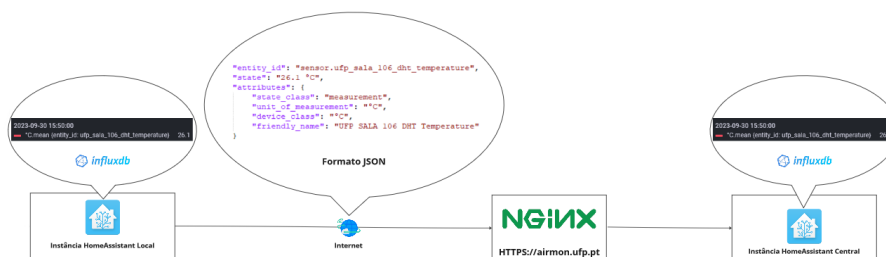 "entity_id": "sensor.ufp_sala_106_dht_temperature",
"state": "26.1 °C",
"attributes": {
"state_class": "measurement",
"unit_of_measurement": "°C",
"device_class": "°C",
"friendly_name": "UFP SALA 106 DHT Temperature"
}
Formato JSON
2023-09-30 15:50:00
°C.mean (entity_id: ufp_sala_106_dht_temperature) 26.1
influxdb
Instância HomeAssistant Local
Internet
NGINX
HTTPS://airmon.ufp.pt
2023-09-30 15:50:00
°C.mean (entity_id: ufp_sala_106_dht_temperature) 26
influxdb
Instância HomeAssistant Central